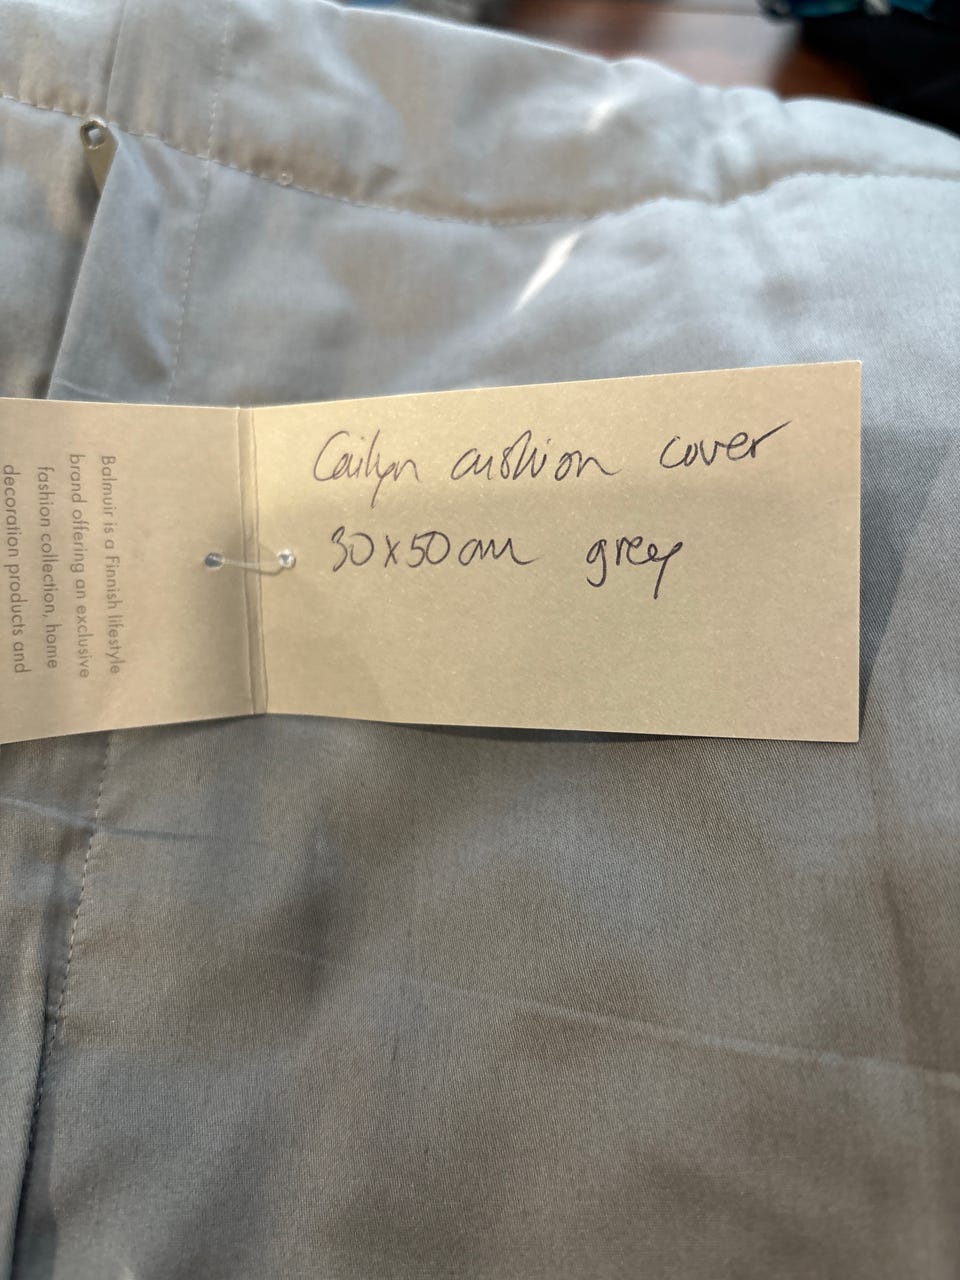 Cailyn cushion cover
30x50cm grey
Balmuir is a Finnish lifestyle
brand offering an exclusive
fashion collection, home
decoration products and